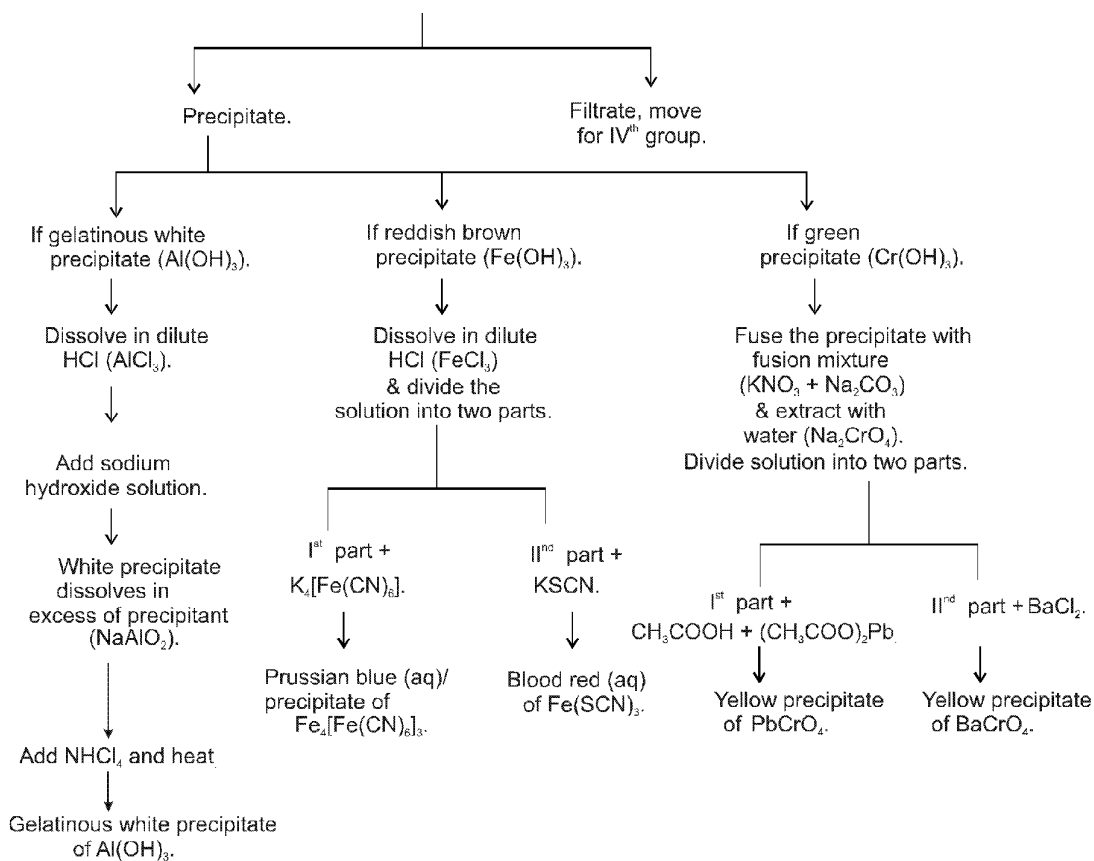 Precipitate.
Filtrate, move
for IVᵗʰ group.
If gelatinous white
precipitate (Al(OH)₃).
If reddish brown
precipitate (Fe(OH)₃).
If green
precipitate (Cr(OH)₃).
Dissolve in dilute
HCl (AlCl₃).
Dissolve in dilute
HCl (FeCl₃)
& divide the
solution into two parts.
Fuse the precipitate with
fusion mixture
(KNO₃ + Na₂CO₃)
& extract with
water (Na₂CrO₄).
Divide solution into two parts.
Add sodium
hydroxide solution.
White precipitate
dissolves in
excess of precipitant
(NaAlO₂).
Iˢᵗ part +
K₄[Fe(CN)₆].
IIⁿᵈ part +
KSCN.
Iˢᵗ part +
CH₃COOH + (CH₃COO)₂Pb
IIⁿᵈ part + BaCl₂.
Prussian blue (aq)/
precipitate of
Fe₄[Fe(CN)₆]₃.
Blood red (aq)
of Fe(SCN)₃.
Yellow precipitate
of PbCrO₄.
Yellow precipitate
of BaCrO₄.
Add NHCl₄ and heat
Gelatinous white precipitate
of Al(OH)₃.